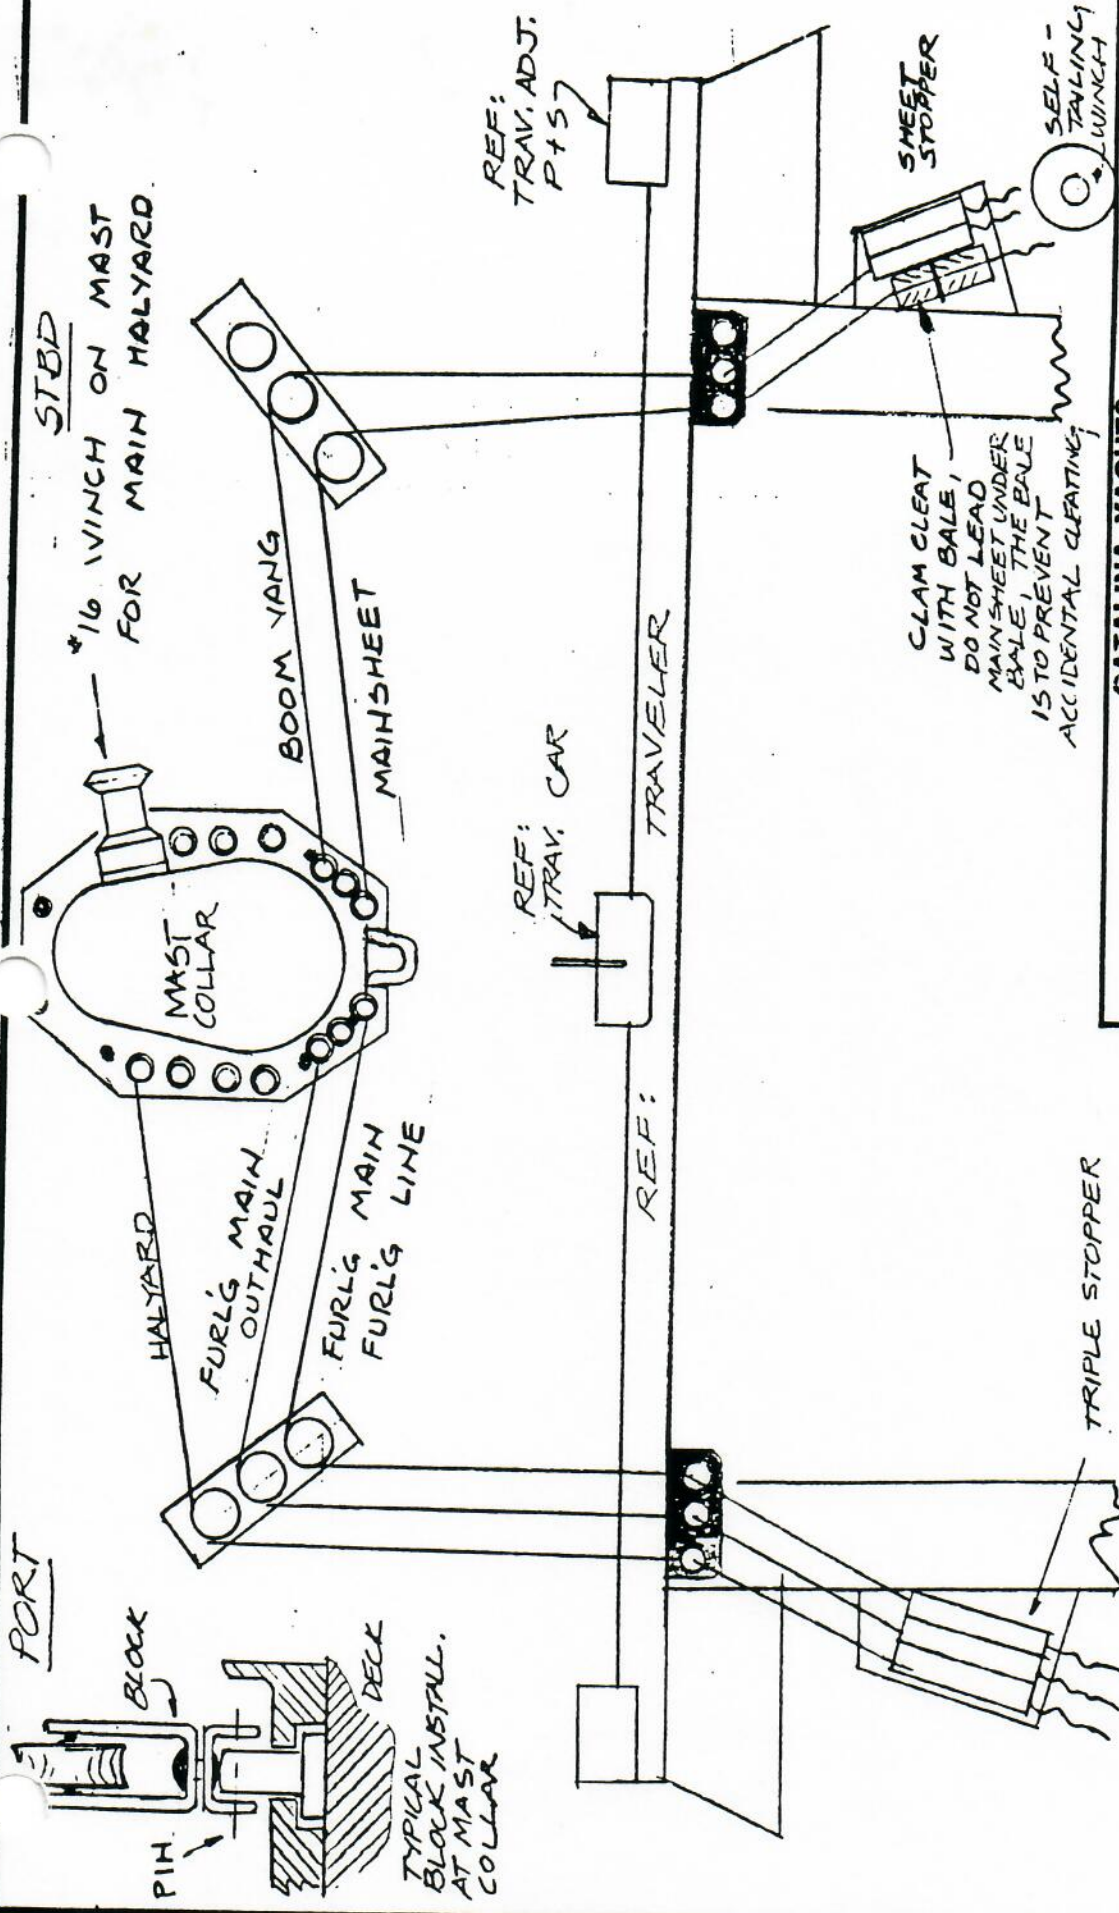 PORT
STBD
#16 WINCH ON MAST
FOR MAIN HALYARD.
PIN
BLOCK
DECK
TYPICAL
BLOCK INSTALL.
AT MAST
COLLAR
HALYARD
FURL'G MAIN
OUTHAUL
FURL'G MAIN
FURL'G LINE
MAST
COLLAR
BOOM VANG
MAINSHEET
REF:
TRAV. CAR
REF:
TRAV. ADJ.
P+S
REF:
TRAVELER
TRIPLE STOPPER
CLAM CLEAT
WITH BALE,
DO NOT LEAD
MAINSHEET UNDER
BALE, THE BALE
IS TO PREVENT
ACCIDENTAL CLEATING,
SHEET
STOPPER
SELF-
TAILING
WINCH